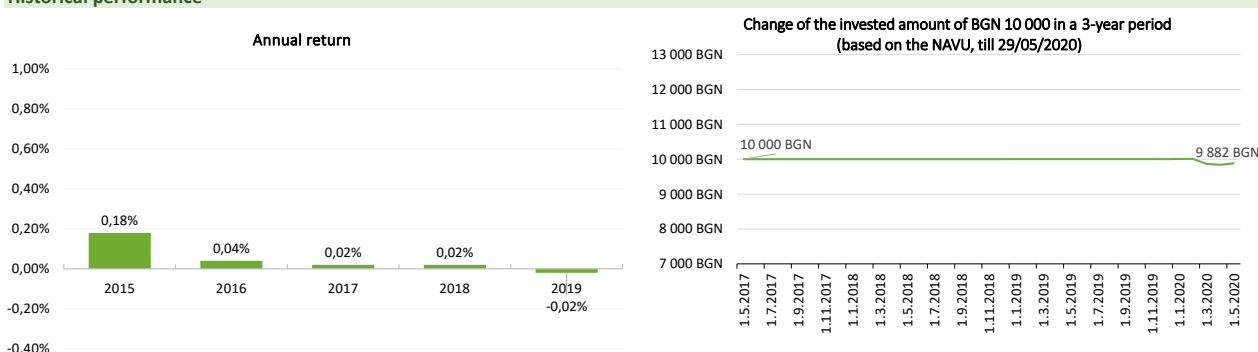 Historical performance
Annual return
1,00%
0,80%
0,60%
0,40%
0,20%
0,00%
-0,20%
-0,40%
0,18%
0,04%
0,02%
0,02%
-0,02%
2015
2016
2017
2018
2019
Change of the invested amount of BGN 10 000 in a 3-year period
(based on the NAVU, till 29/05/2020)
13 000 BGN
12 000 BGN
11 000 BGN
10 000 BGN
9 000 BGN
8 000 BGN
7 000 BGN
10 000 BGN
9 882 BGN
1.5.2017
1.7.2017
1.9.2017
1.11.2017
1.1.2018
1.3.2018
1.5.2018
1.7.2018
1.9.2018
1.11.2018
1.1.2019
1.3.2019
1.5.2019
1.7.2019
1.9.2019
1.11.2019
1.1.2020
1.3.2020
1.5.2020